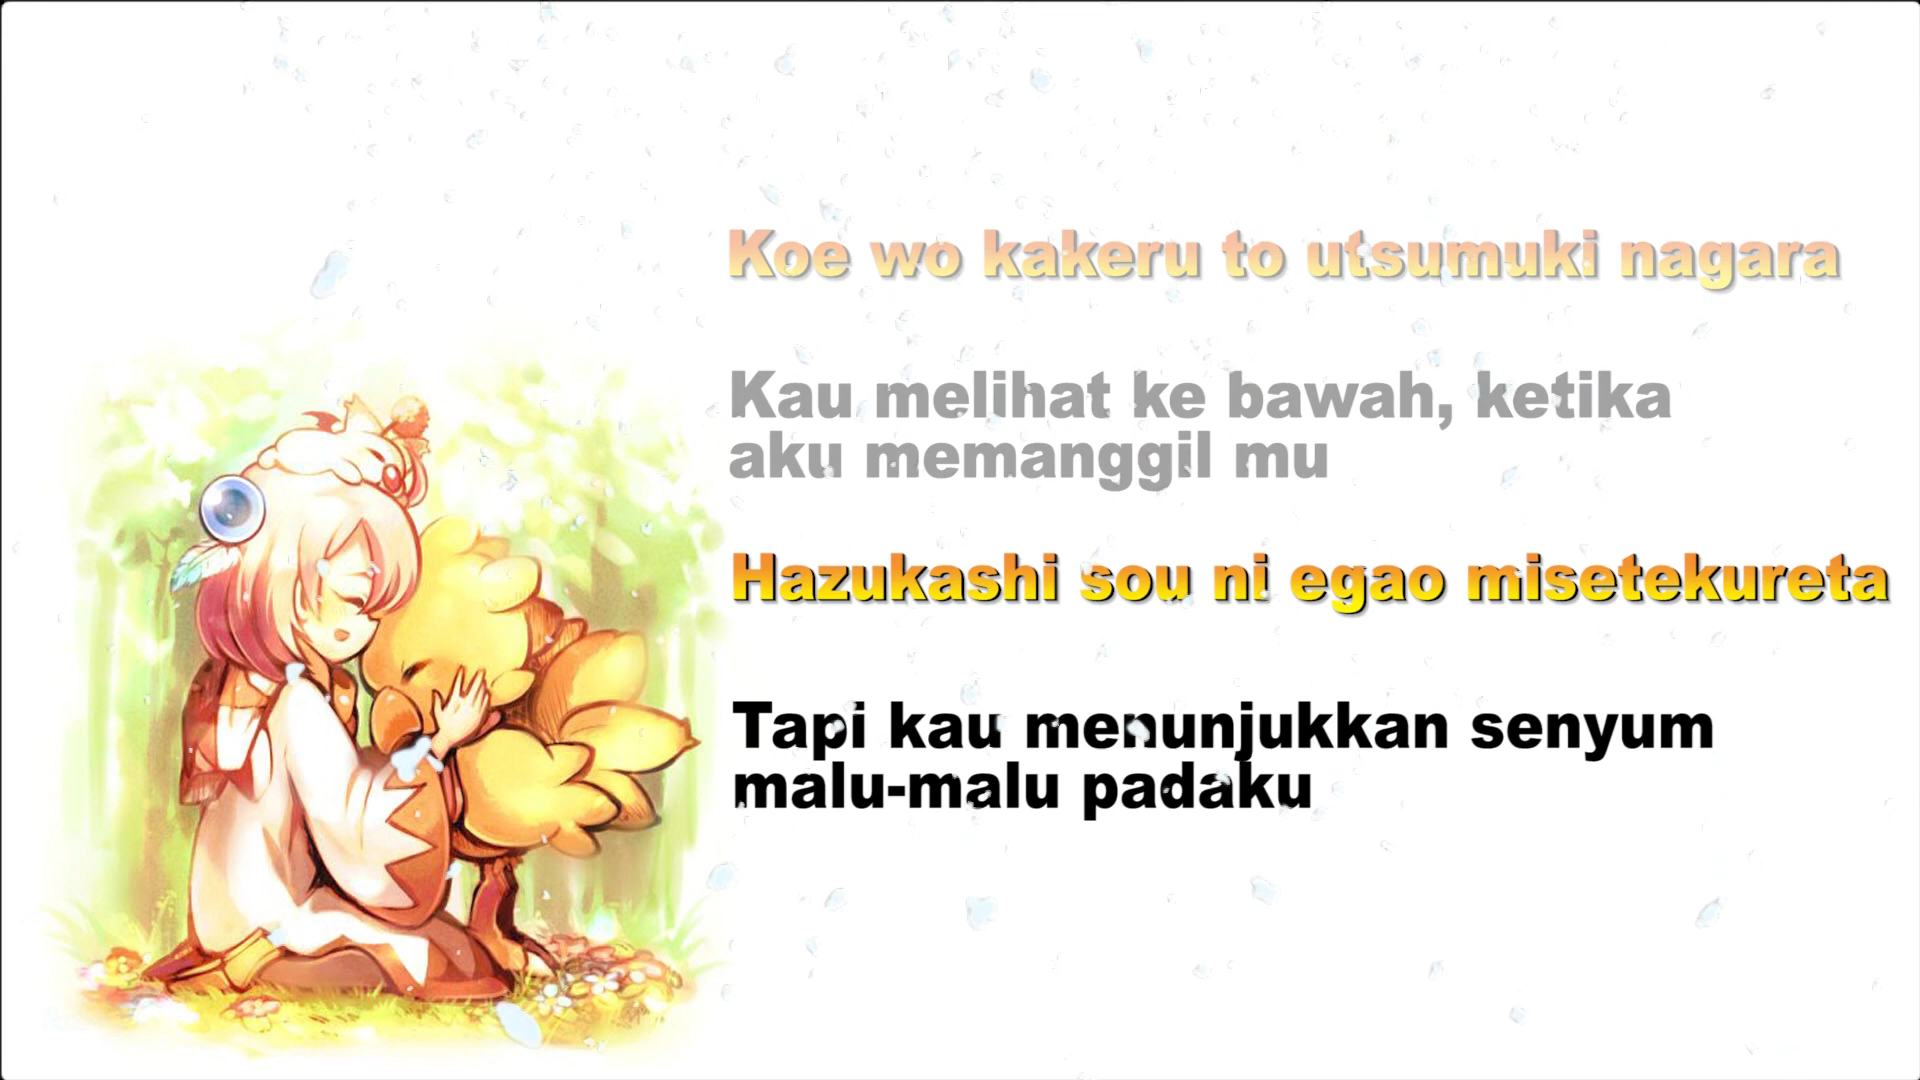 Koe wo kakeru to utsumuki nagara
Kau melihat ke bawah, ketika
aku memanggil mu
Hazukashi sou ni egao misetekureta
Tapi kau menunjukkan senyum
malu-malu padaku